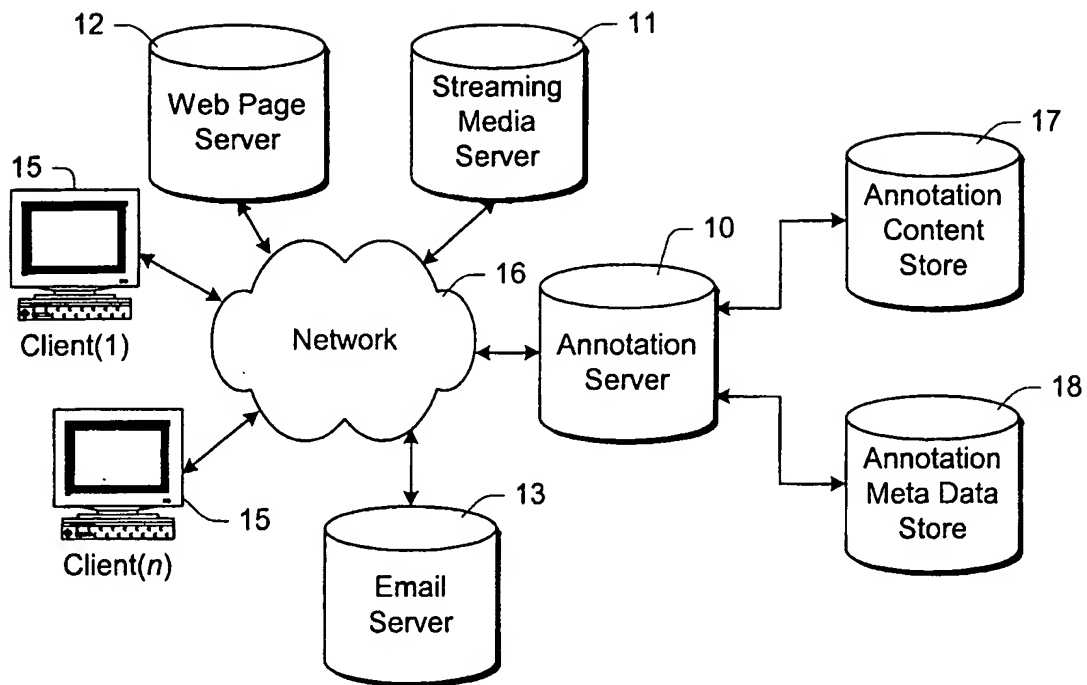 12
Web Page
Server
11
Streaming
Media
Server
17
Annotation
Content
Store
15
Client(1)
16
Network
10
Annotation
Server
18
Annotation
Meta Data
Store
15
Client(n)
13
Email
Server